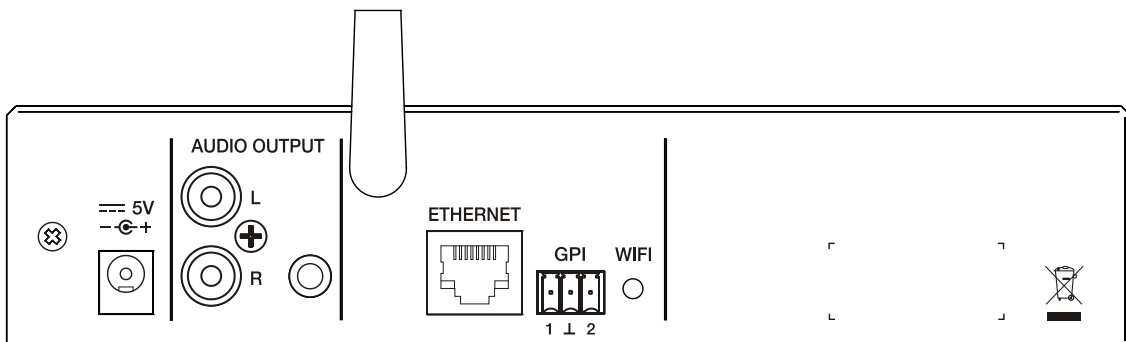 5V
- +
AUDIO OUTPUT
L
R
ETHERNET
GPI
1 ⊥ 2
WIFI